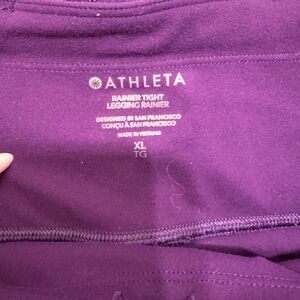 ATHLETA
RAINIER TIGHT
LEGGING RAINIER
DESIGNED IN SAN FRANCISCO
CONÇU À SAN FRANCISCO
MADE IN VIETNAM
XL
TG